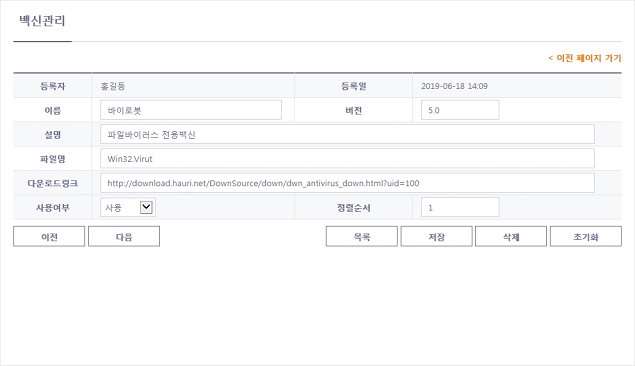 백신관리
< 이전 페이지 가기
등록자 홍길동 등록일 2019-06-18 14:09
이름 바이로봇 버전 5.0
설명 파일바이러스 전용백신
파일명 Win32.Virut
다운로드링크 http://download.hauri.net/DownSource/down/dwn_antivirus_down.html?uid=100
사용여부 사용 정렬순서 1
이전 다음 목록 저장 삭제 초기화